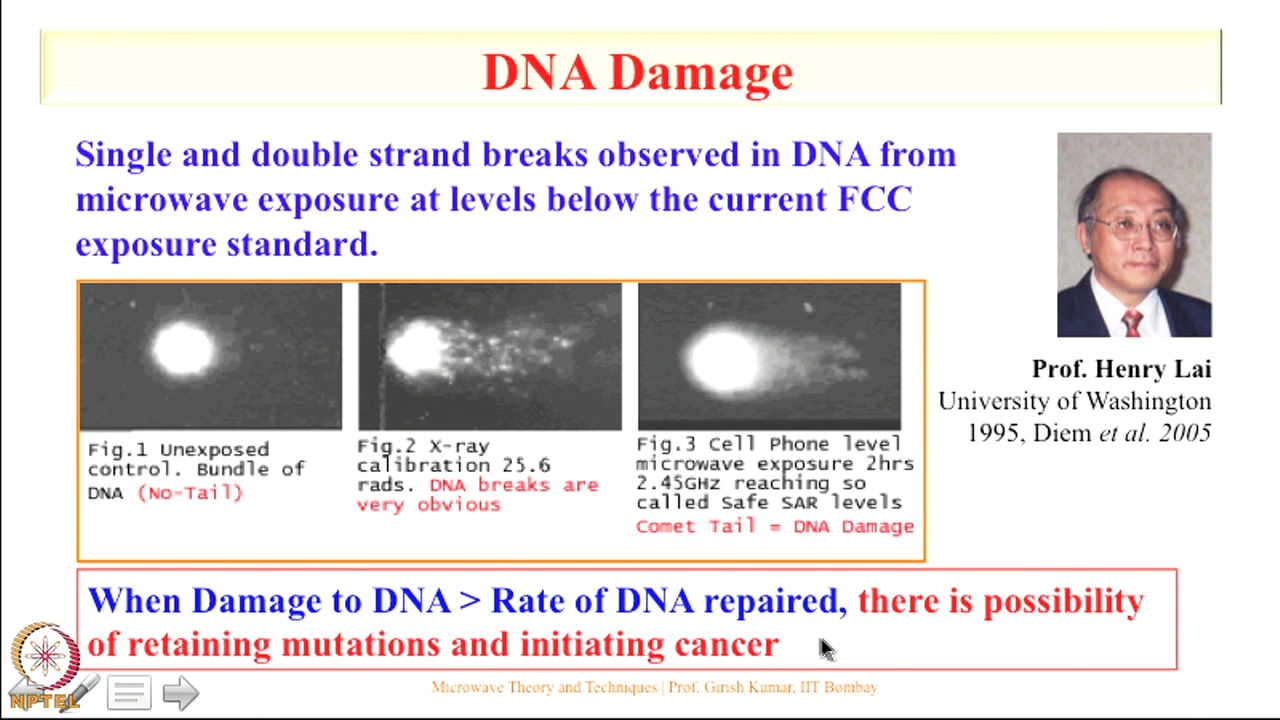 DNA Damage
Single and double strand breaks observed in DNA from
microwave exposure at levels below the current FCC
exposure standard.
Prof. Henry Lai
University of Washington
1995, Diem et al. 2005
Fig.1 Unexposed
control. Bundle of
DNA (No-Tail)
Fig.2 X-ray
calibration 25.6
rads. DNA breaks are
very obvious
Fig.3 Cell Phone level
microwave exposure 2hrs
2.45GHz reaching so
called Safe SAR levels
Comet Tail = DNA Damage
When Damage to DNA > Rate of DNA repaired, there is possibility
of retaining mutations and initiating cancer
NPTEL
Microwave Theory and Techniques | Prof. Girish Kumar, IIT Bombay